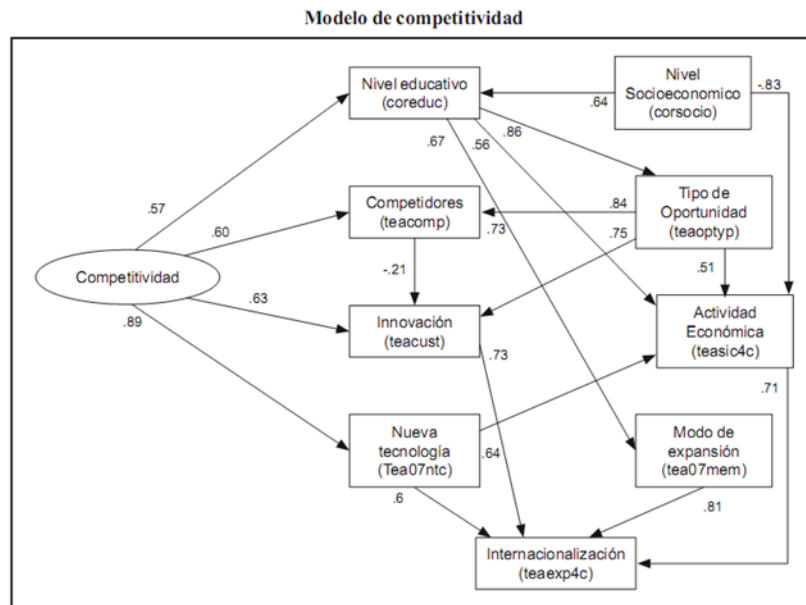 Modelo de competitividad
Nivel educativo
(coreduc)
Nivel
Socioeconomico
(corsocio)
-.83
.64
.67
.56
.86
.57
Competidores
(teacomp)
.84
.73
Tipo de
Oportunidad
(teaoptyp)
.60
.75
-.21
.51
Competitividad
.63
.89
Innovación
(teacust)
Actividad
Económica
(teasic4c)
.73
.71
Nueva
tecnología
(Tea07ntc)
.64
Modo de
expansión
(tea07mem)
.6
.81
Internacionalización
(teaexp4c)